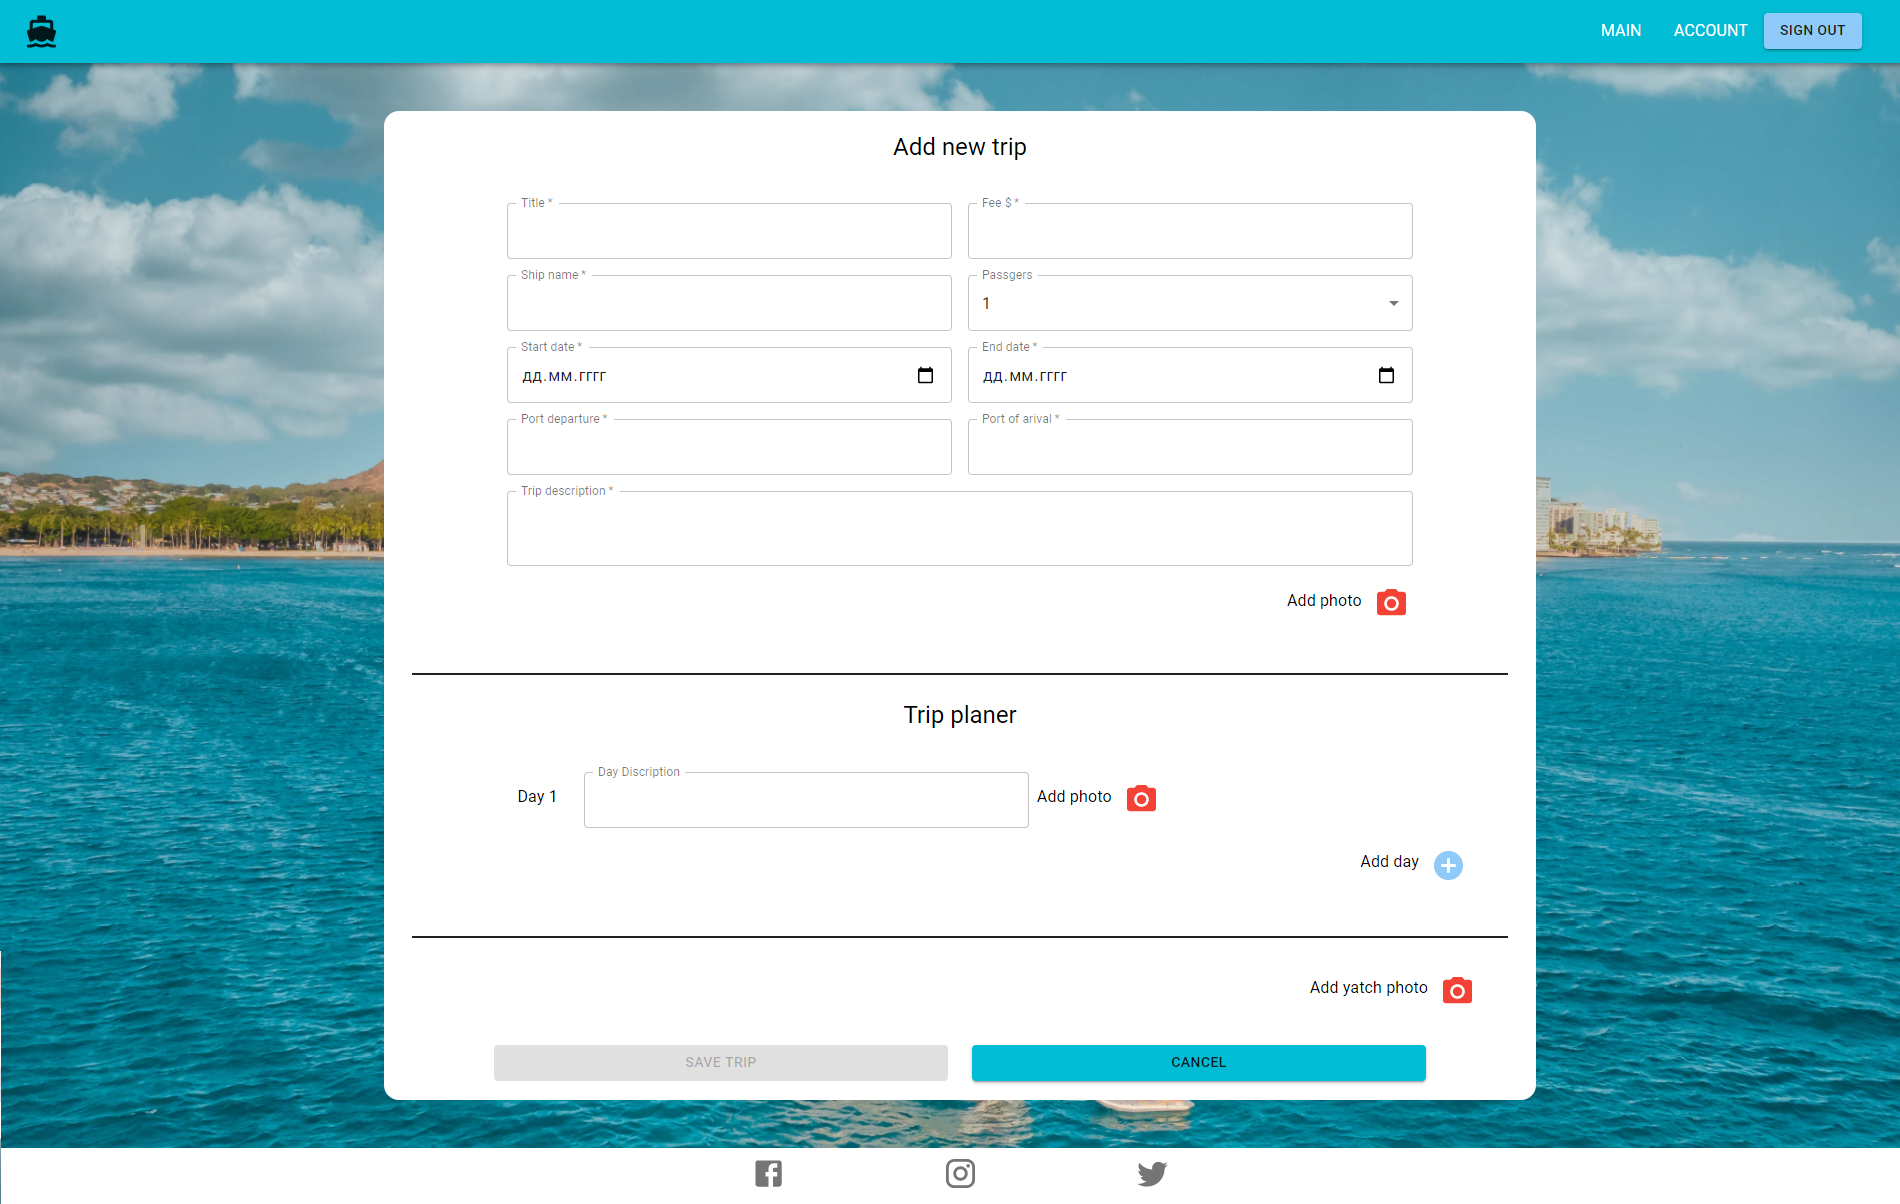 MAIN ACCOUNT SIGN OUT
Add new trip
Title *
Fee $ *
Ship name *
Passgers
1
Start date *
дд.мм.гггг
End date *
дд.мм.гггг
Port departure *
Port of arival *
Trip description *
Add photo
Trip planer
Day 1
Day Discription
Add photo
Add day
Add yatch photo
SAVE TRIP
CANCEL